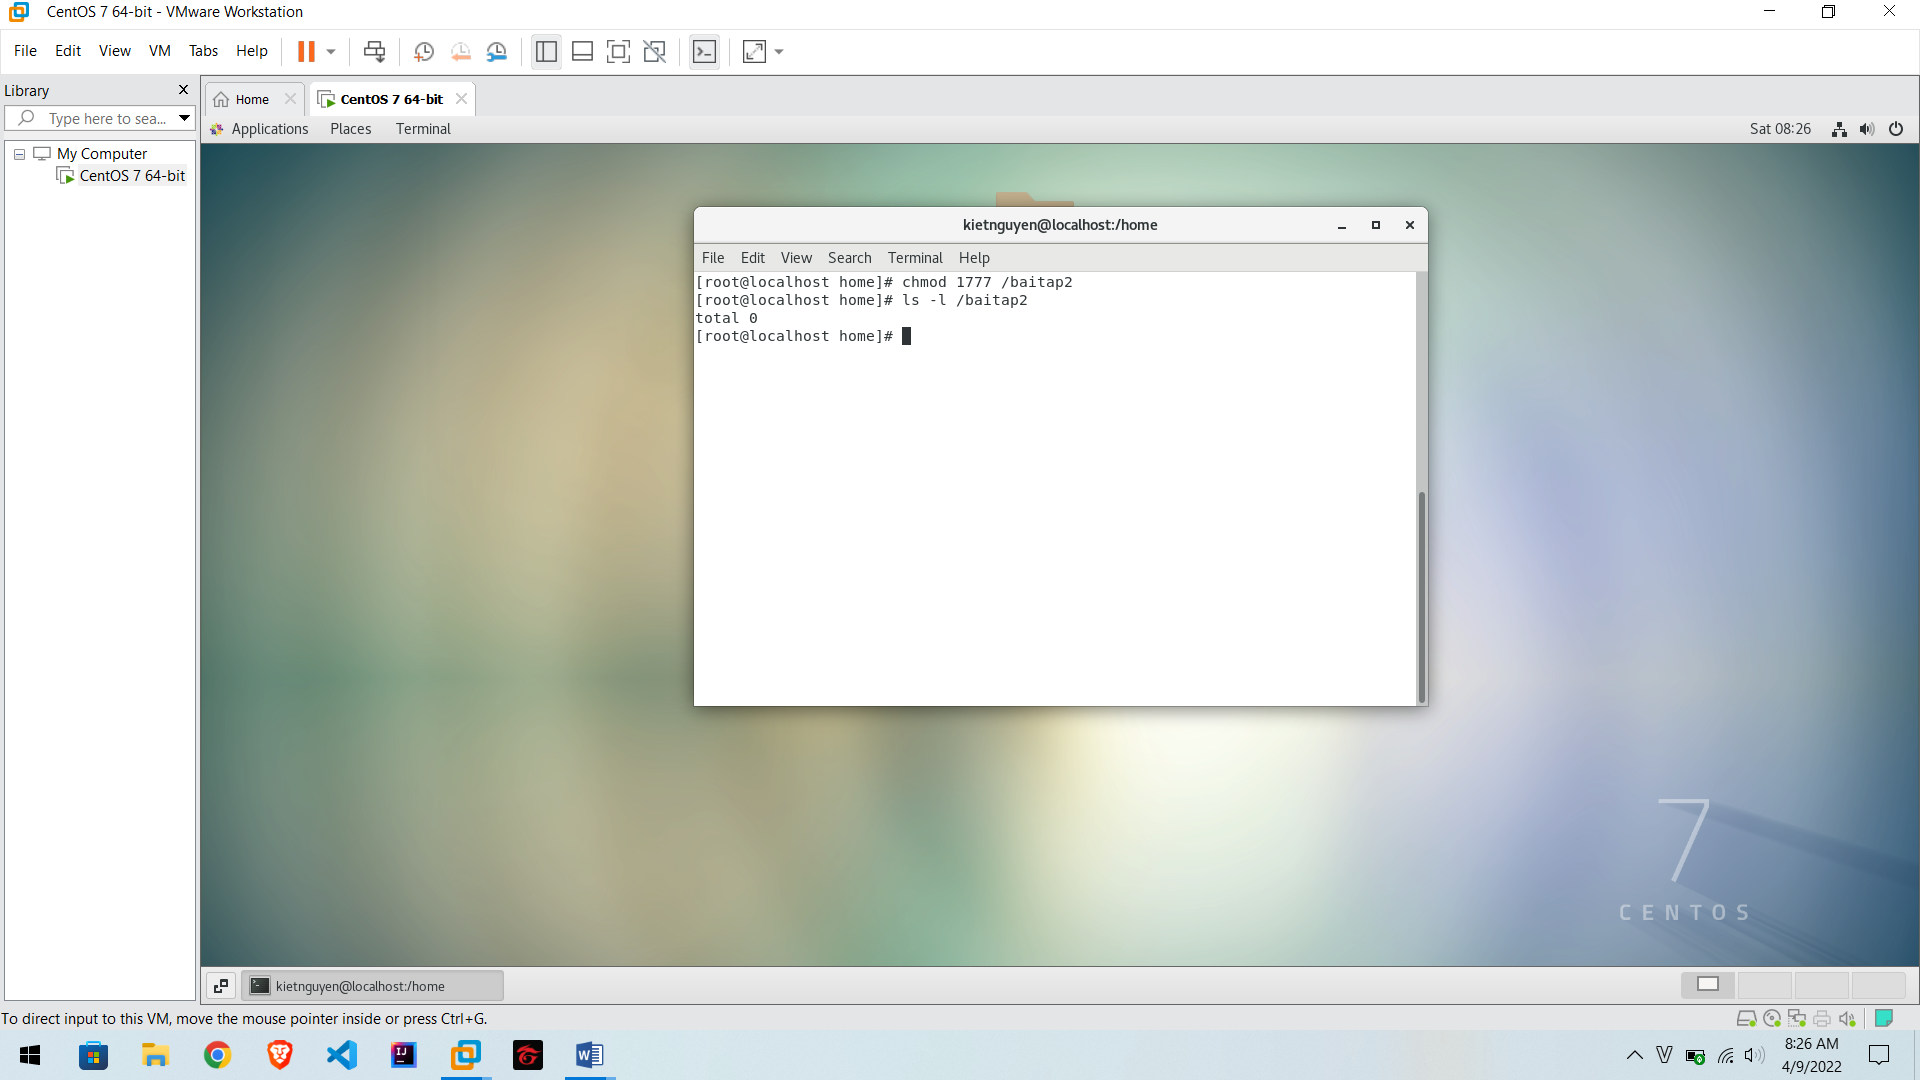 CentOS 7 64-bit - VMware Workstation
File Edit View VM Tabs Help
Library
Type here to sea...
My Computer
CentOS 7 64-bit
Home
CentOS 7 64-bit
Applications Places Terminal
Sat 08:26
kietnguyen@localhost:/home
File Edit View Search Terminal Help
[root@localhost home]# chmod 1777 /baitap2
[root@localhost home]# ls -l /baitap2
total 0
[root@localhost home]#
7
CENTOS
kietnguyen@localhost:/home
To direct input to this VM, move the mouse pointer inside or press Ctrl+G.
8:26 AM
4/9/2022